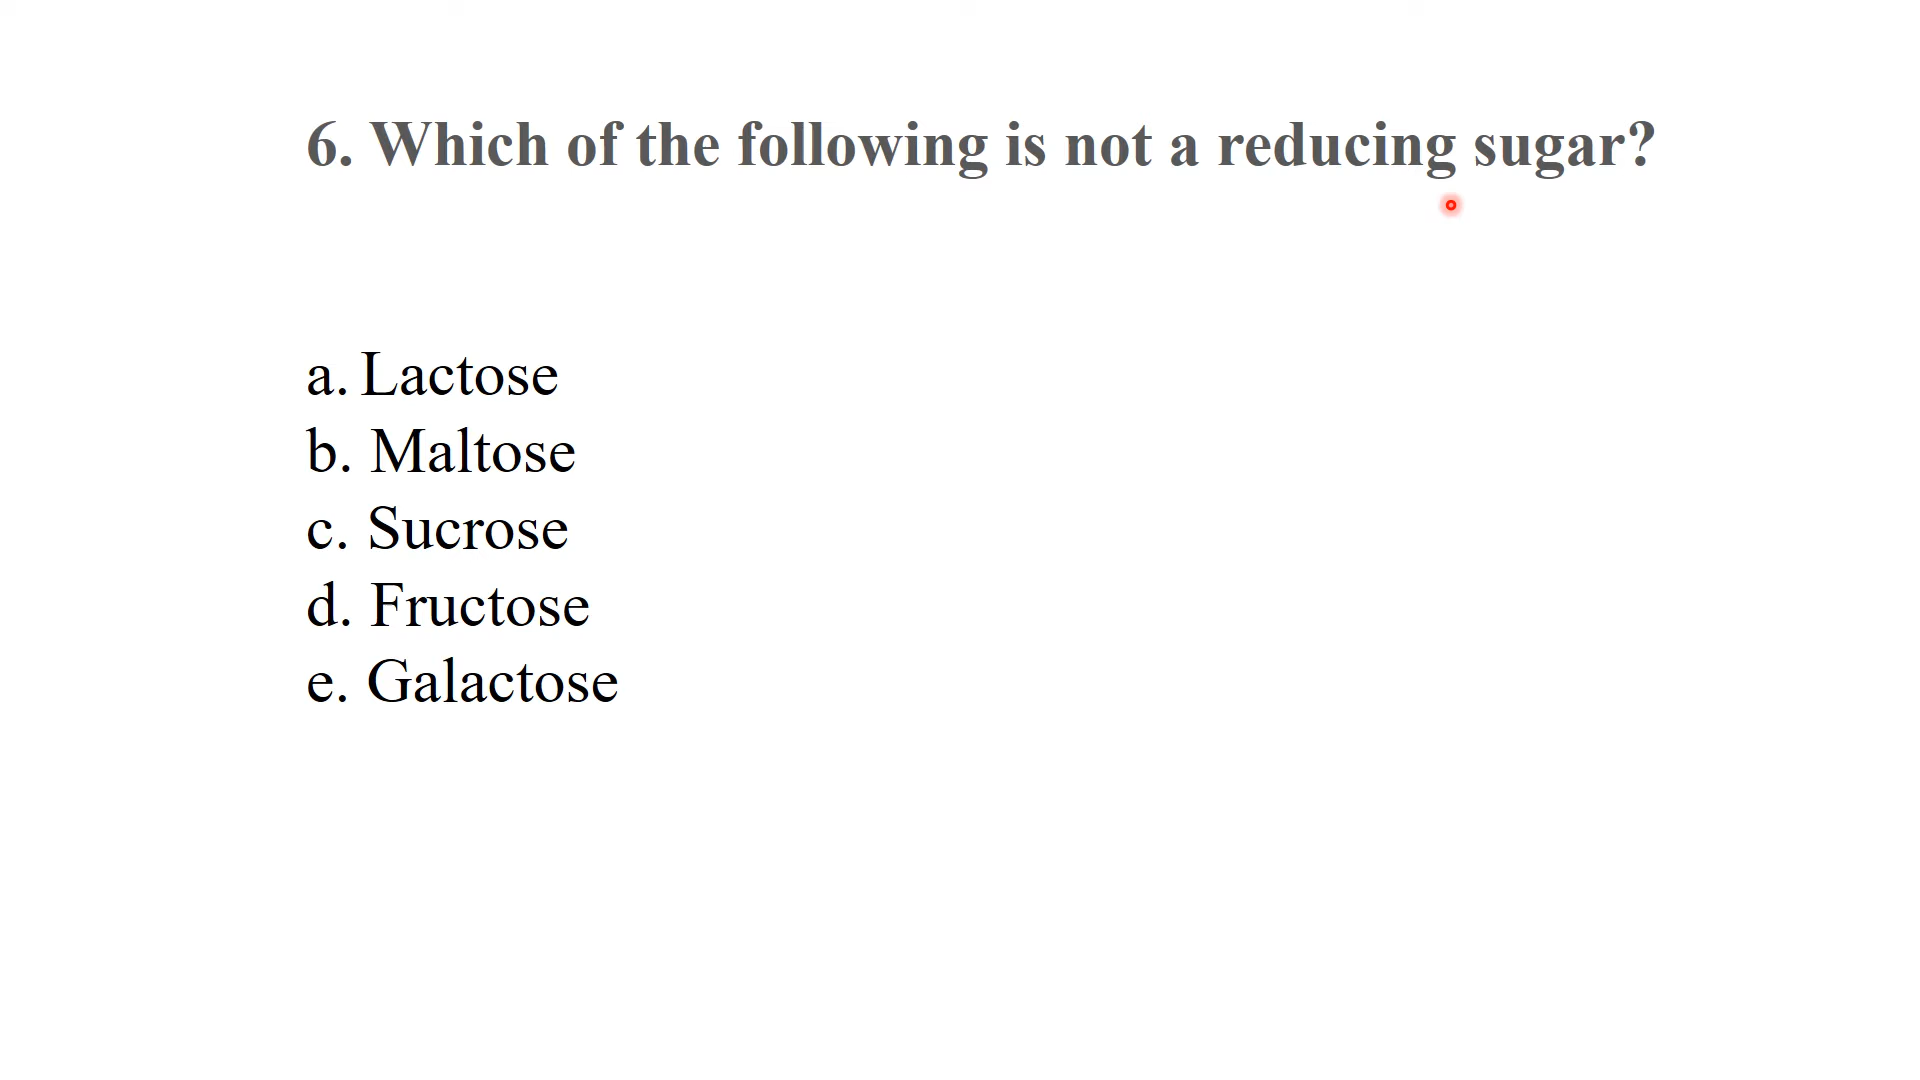 6. Which of the following is not a reducing sugar?
a. Lactose
b. Maltose
c. Sucrose
d. Fructose
e. Galactose